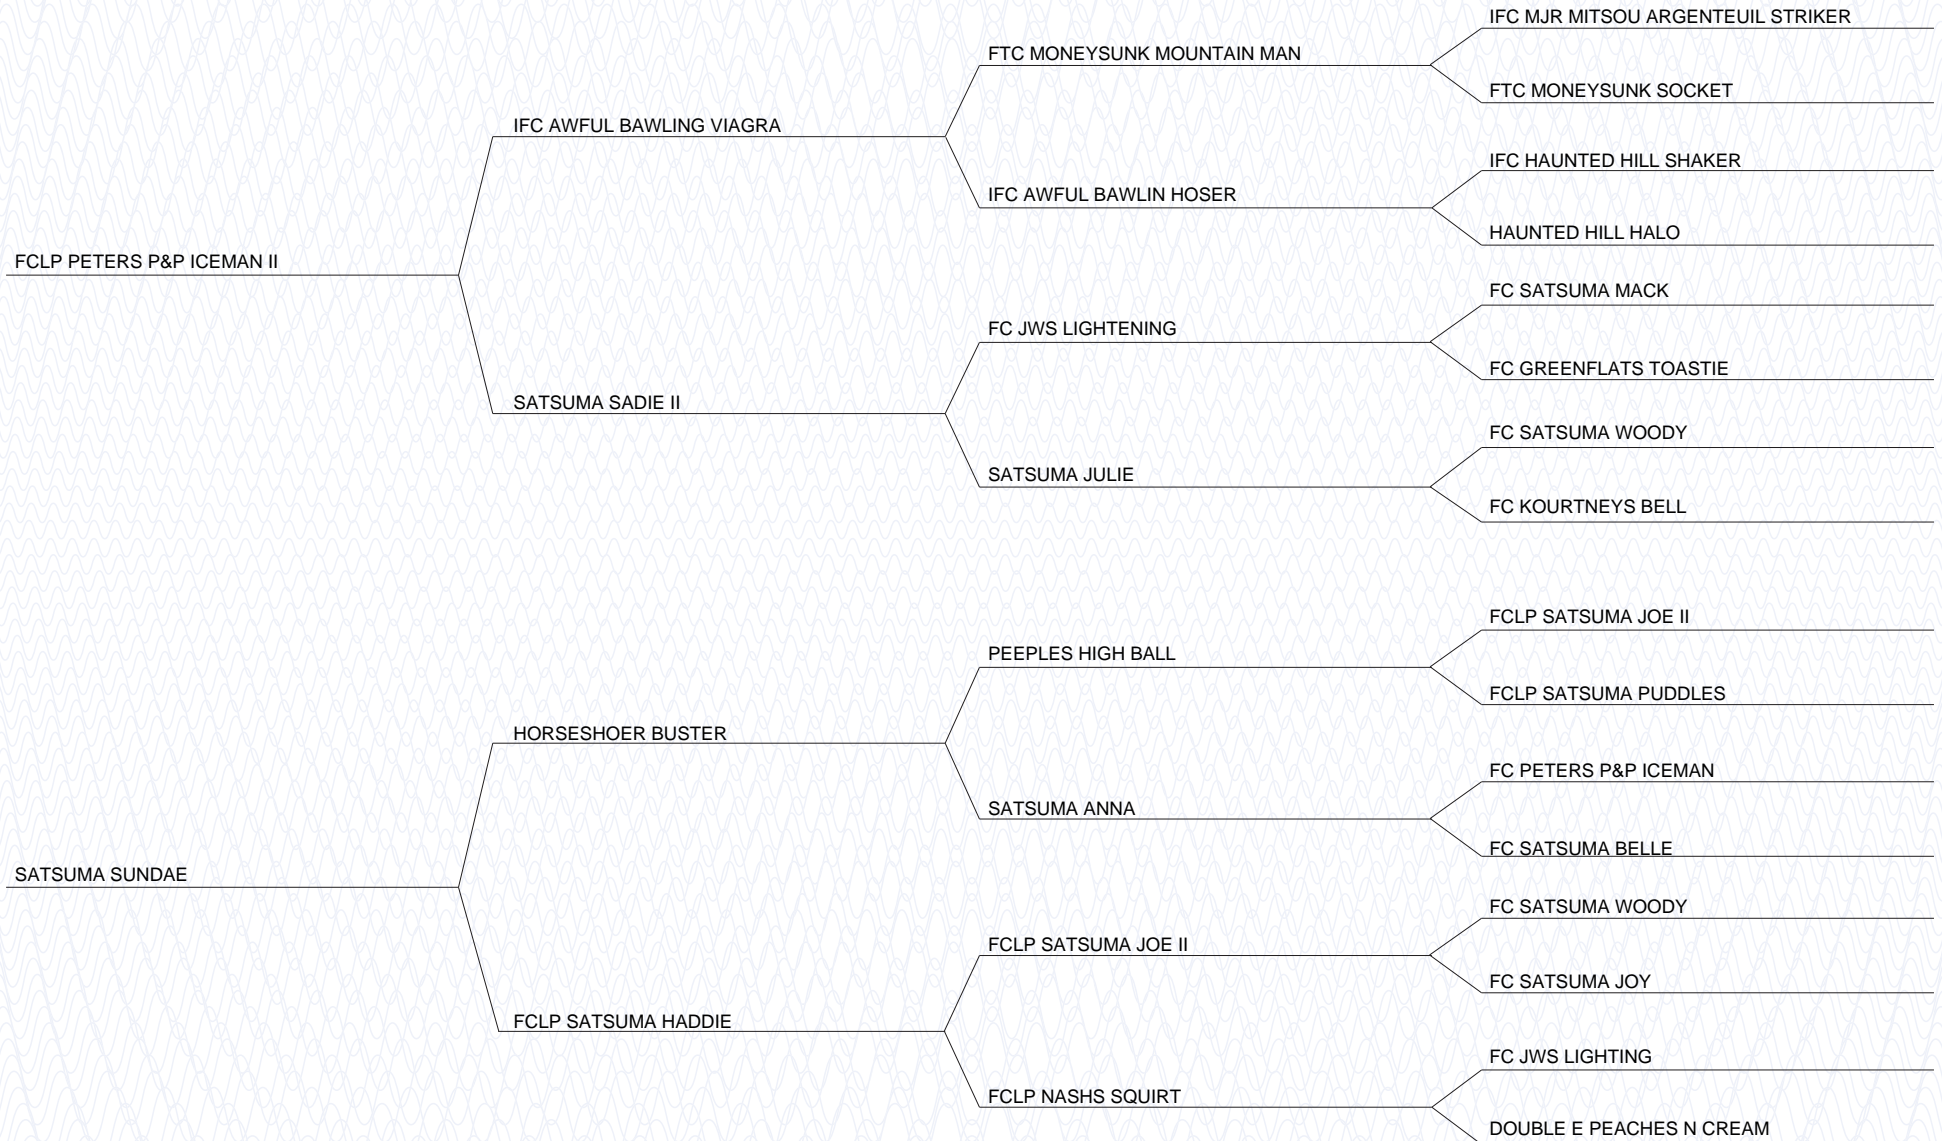 IFC MJR MITSOU ARGENTEUIL STRIKER
FTC MONEYSUNK MOUNTAIN MAN
FTC MONEYSUNK SOCKET
IFC AWFUL BAWLING VIAGRA
IFC HAUNTED HILL SHAKER
IFC AWFUL BAWLIN HOSER
HAUNTED HILL HALO
FCLP PETERS P&P ICEMAN II
FC SATSUMA MACK
FC JWS LIGHTENING
FC GREENFLATS TOASTIE
SATSUMA SADIE II
FC SATSUMA WOODY
SATSUMA JULIE
FC KOURTNEYS BELL
FCLP SATSUMA JOE II
PEEPLES HIGH BALL
FCLP SATSUMA PUDDLES
HORSESHOER BUSTER
FC PETERS P&P ICEMAN
SATSUMA ANNA
FC SATSUMA BELLE
SATSUMA SUNDAE
FC SATSUMA WOODY
FCLP SATSUMA JOE II
FC SATSUMA JOY
FCLP SATSUMA HADDIE
FC JWS LIGHTING
FCLP NASHS SQUIRT
DOUBLE E PEACHES N CREAM